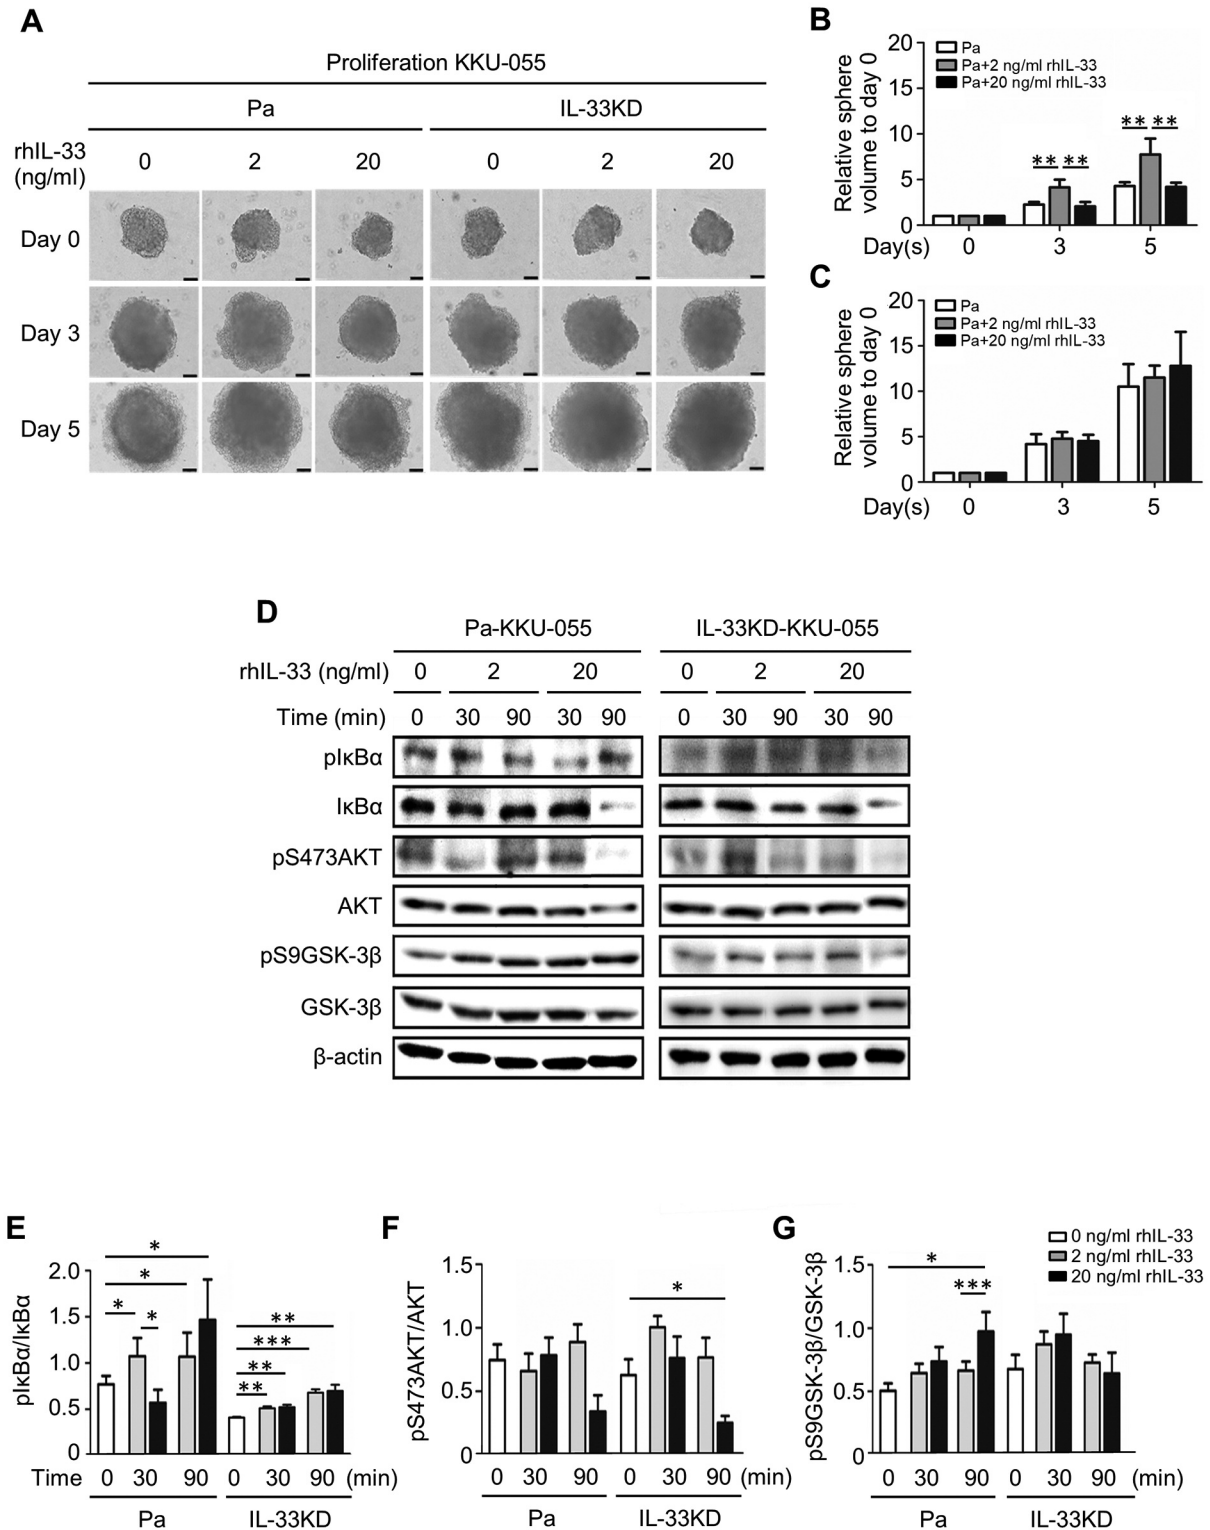 A
Proliferation KKU-055
Pa IL-33KD
rhIL-33 (ng/ml) 0 2 20 0 2 20
Day 0
Day 3
Day 5
B
Relative sphere
volume to day 0
20
15
10
5
0
Pa
Pa+2 ng/ml rhIL-33
Pa+20 ng/ml rhIL-33
** **
** **
Day(s) 0 3 5
C
Relative sphere
volume to day 0
20
15
10
5
0
Pa
Pa+2 ng/ml rhIL-33
Pa+20 ng/ml rhIL-33
Day(s) 0 3 5
D
Pa-KKU-055 IL-33KD-KKU-055
rhIL-33 (ng/ml) 0 2 20 0 2 20
Time (min) 0 30 90 30 90 0 30 90 30 90
pIκBα
IκBα
pS473AKT
AKT
pS9GSK-3β
GSK-3β
β-actin
E
pIκBα/IκBα
2.0
1.5
1.0
0.5
0
*
*
* *
**
***
**
**
Time 0 30 90 0 30 90 (min)
Pa IL-33KD
F
pS473AKT/AKT
1.5
1.0
0.5
0
*
0 30 90 0 30 90 (min)
Pa IL-33KD
G
pS9GSK-3β/GSK-3β
1.5
1.0
0.5
0
*
***
0 ng/ml rhIL-33
2 ng/ml rhIL-33
20 ng/ml rhIL-33
0 30 90 0 30 90 (min)
Pa IL-33KD